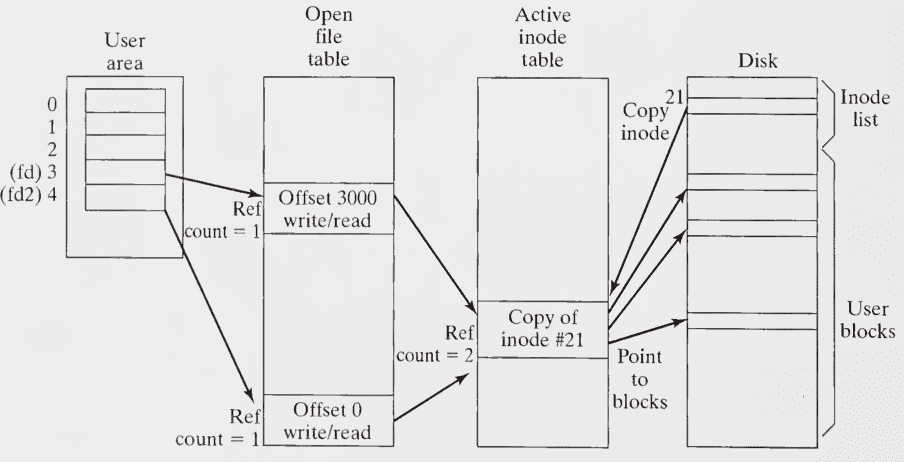 User
area
Open
file
table
Active
inode
table
Disk
0
1
2
(fd) 3
(fd2) 4
Ref
count = 1
Offset 3000
write/read
Ref
count = 1
Offset 0
write/read
Ref
count = 2
Copy of
inode #21
21
Copy
inode
Point
to
blocks
Inode
list
User
blocks